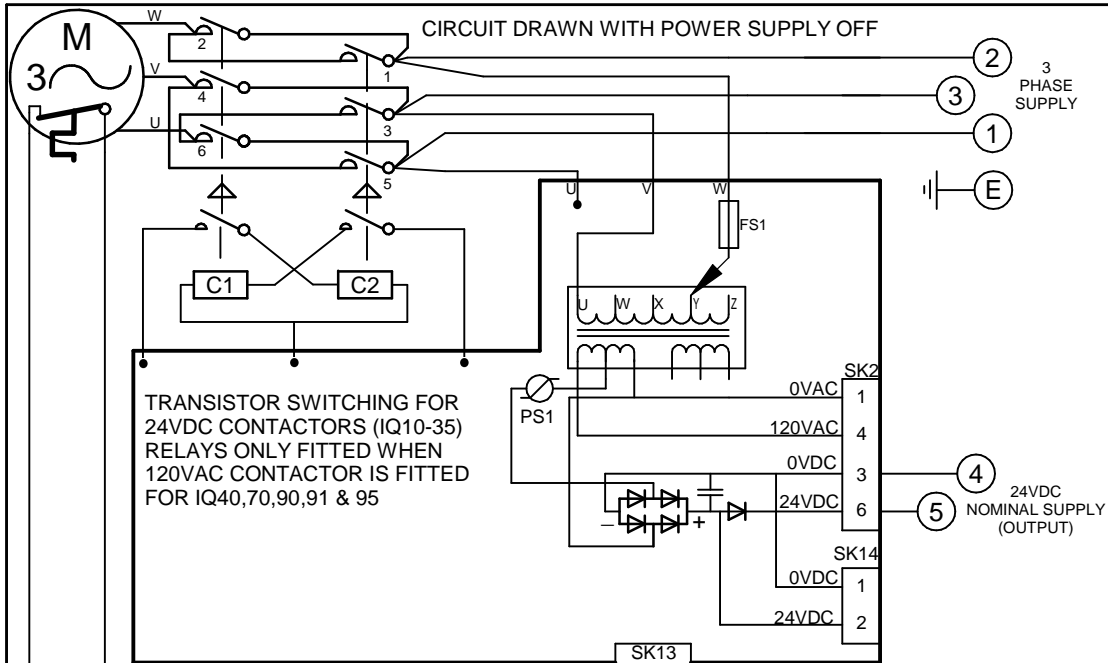 CIRCUIT DRAWN WITH POWER SUPPLY OFF
W
M
3
V
U
2
4
6
1
3
5
2
3
1
E
3
PHASE
SUPPLY
U
V
W
FS1
C1
C2
U
W
X
Y
Z
TRANSISTOR SWITCHING FOR
24VDC CONTACTORS (IQ10-35)
RELAYS ONLY FITTED WHEN
120VAC CONTACTOR IS FITTED
FOR IQ40,70,90,91 & 95
PS1
SK2
0VAC 1
120VAC 4
0VDC 3
24VDC 6
4
5
24VDC
NOMINAL SUPPLY
(OUTPUT)
– +
SK14
0VDC 1
24VDC 2
SK13